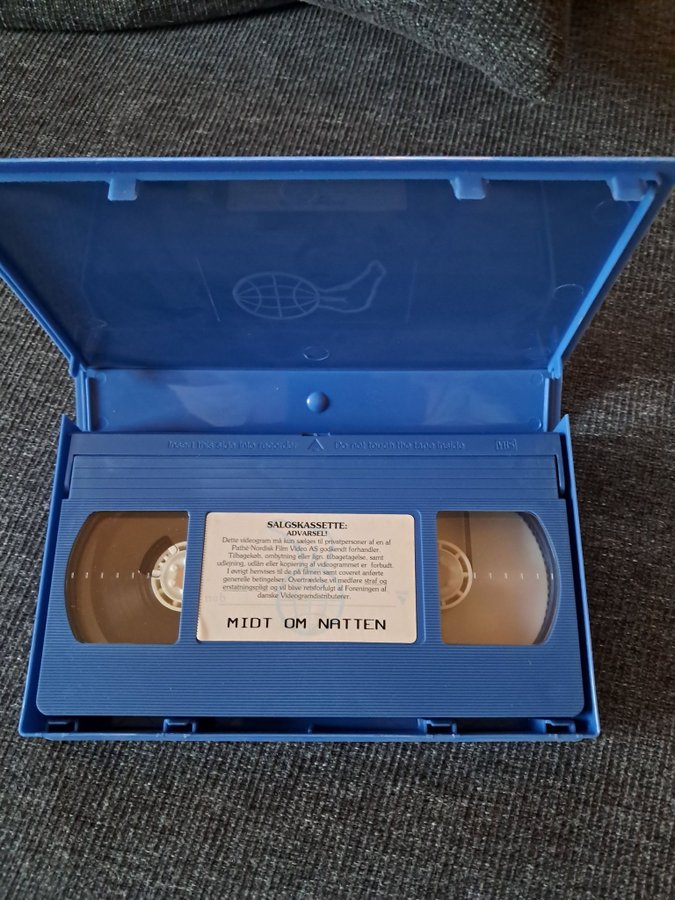 Insert this side into recorder Do not touch the tape inside
SALGSKASSETTE:
ADVARSEL!
Dette videogram må kun sælges til privatpersoner af en af
Pathé-Nordisk Film Video AS godkendt forhandler.
Tilbagekøb, ombytning eller lign. tilbagetagelse, samt
udlejning, udlån eller kopiering af videogrammet er forbudt.
I øvrigt henvises til de på filmen samt coveret anførte
generelle betingelser. Overtrædelse vil medføre straf og
erstatningspligt og vil blive retsforfulgt af Foreningen af
danske Videogramdistributører.
MIDT OM NATTEN